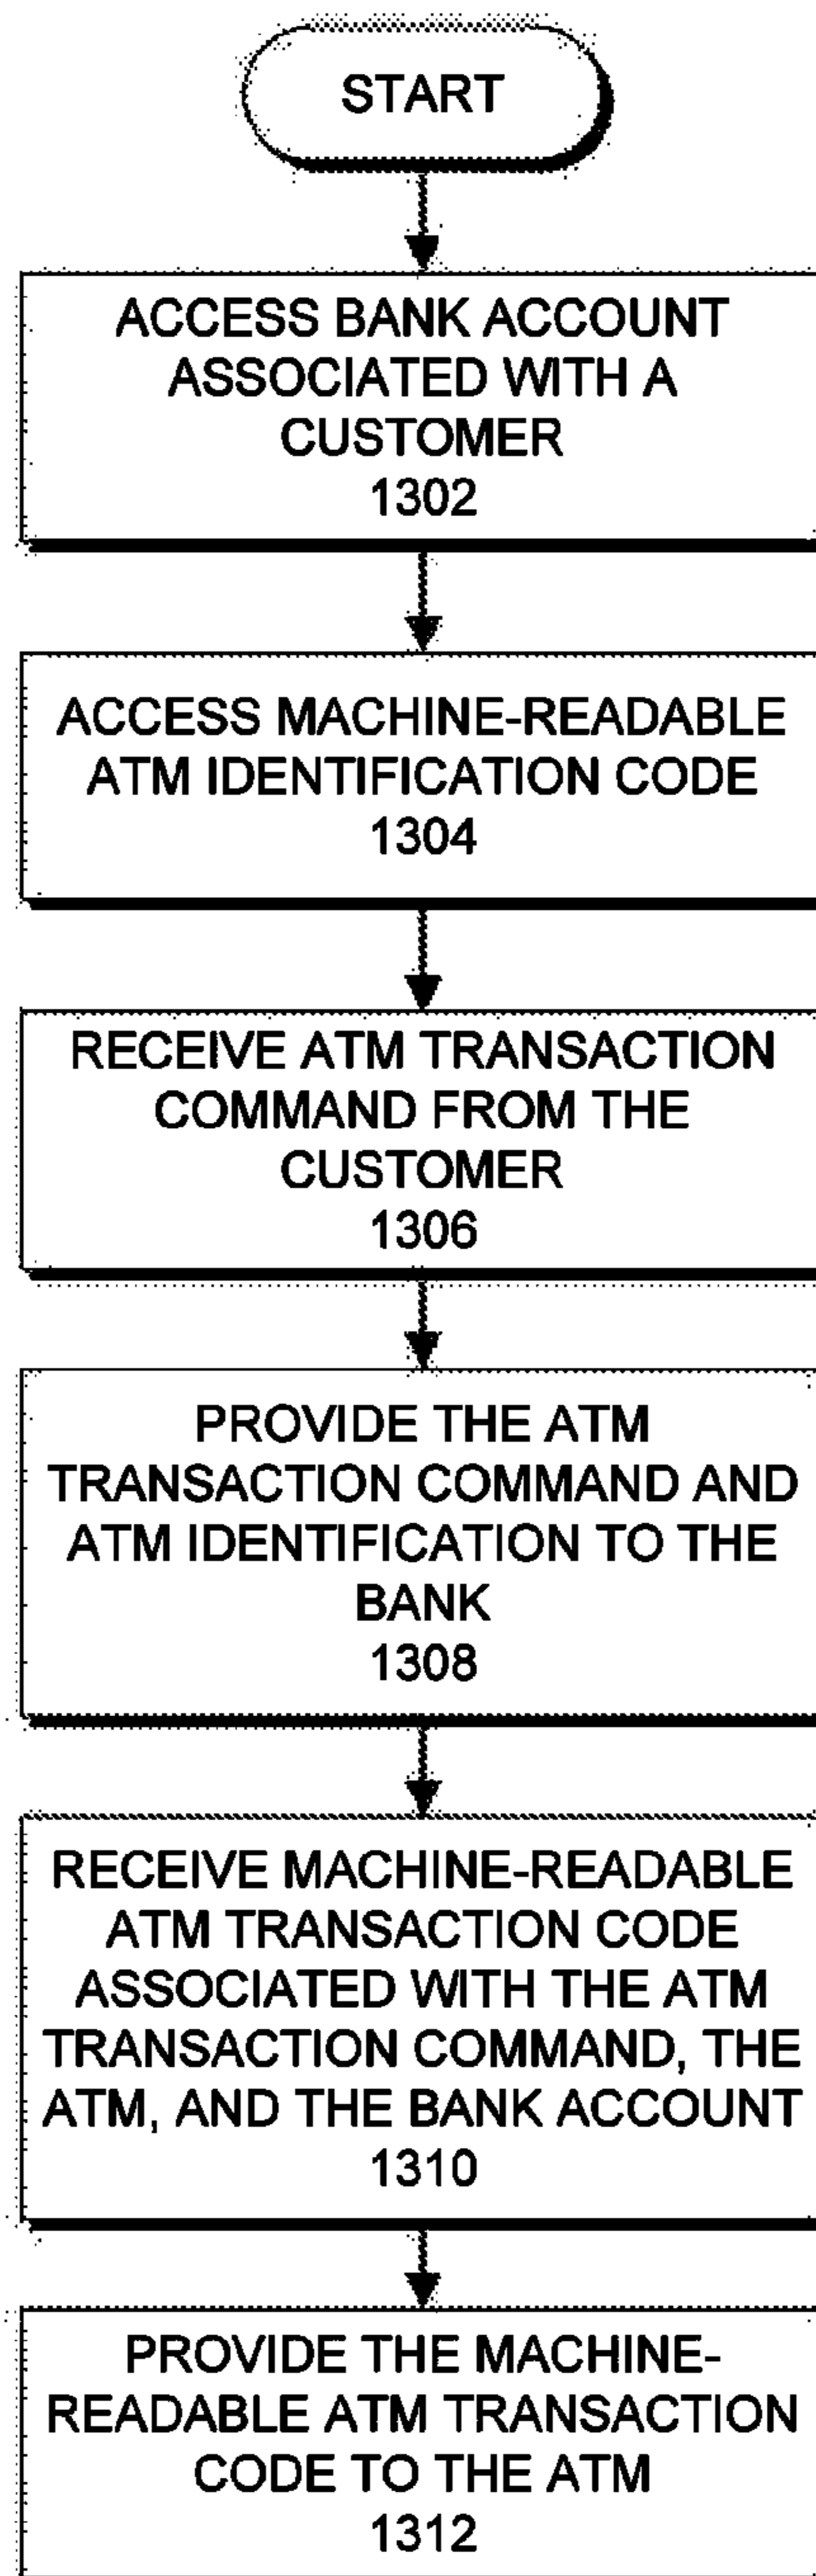 START
ACCESS BANK ACCOUNT
ASSOCIATED WITH A
CUSTOMER
1302
ACCESS MACHINE-READABLE
ATM IDENTIFICATION CODE
1304
RECEIVE ATM TRANSACTION
COMMAND FROM THE
CUSTOMER
1306
PROVIDE THE ATM
TRANSACTION COMMAND AND
ATM IDENTIFICATION TO THE
BANK
1308
RECEIVE MACHINE-READABLE
ATM TRANSACTION CODE
ASSOCIATED WITH THE ATM
TRANSACTION COMMAND, THE
ATM, AND THE BANK ACCOUNT
1310
PROVIDE THE MACHINE-
READABLE ATM TRANSACTION
CODE TO THE ATM
1312